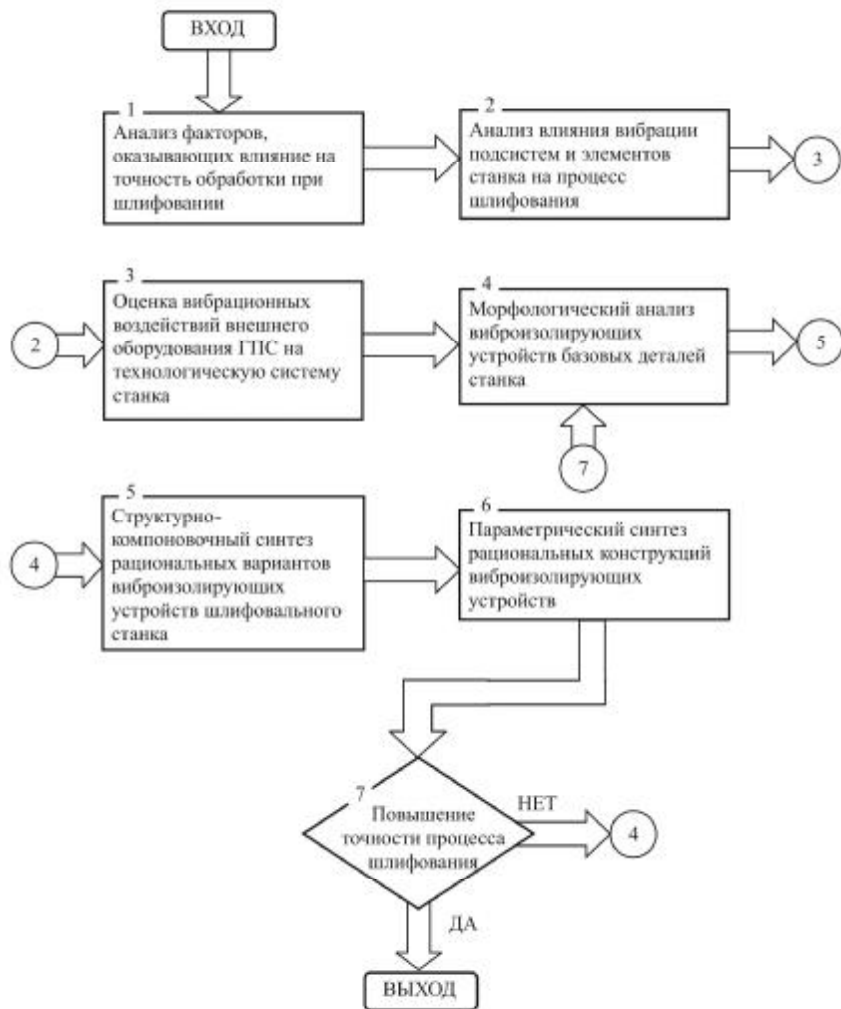 ВХОД
1
Анализ факторов,
оказывающих влияние на
точность обработки при
шлифовании
2
Анализ влияния вибрации
подсистем и элементов
станка на процесс
шлифования
3
3
Оценка вибрационных
воздействий внешнего
оборудования ГПС на
технологическую систему
станка
2
4
Морфологический анализ
виброизолирующих
устройств базовых деталей
станка
5
7
5
Структурно-
компоновочный синтез
рациональных вариантов
виброизолирующих
устройств шлифовального
станка
4
6
Параметрический синтез
рациональных конструкций
виброизолирующих
устройств
7
Повышение
точности процесса
шлифования
НЕТ
4
ДА
ВЫХОД